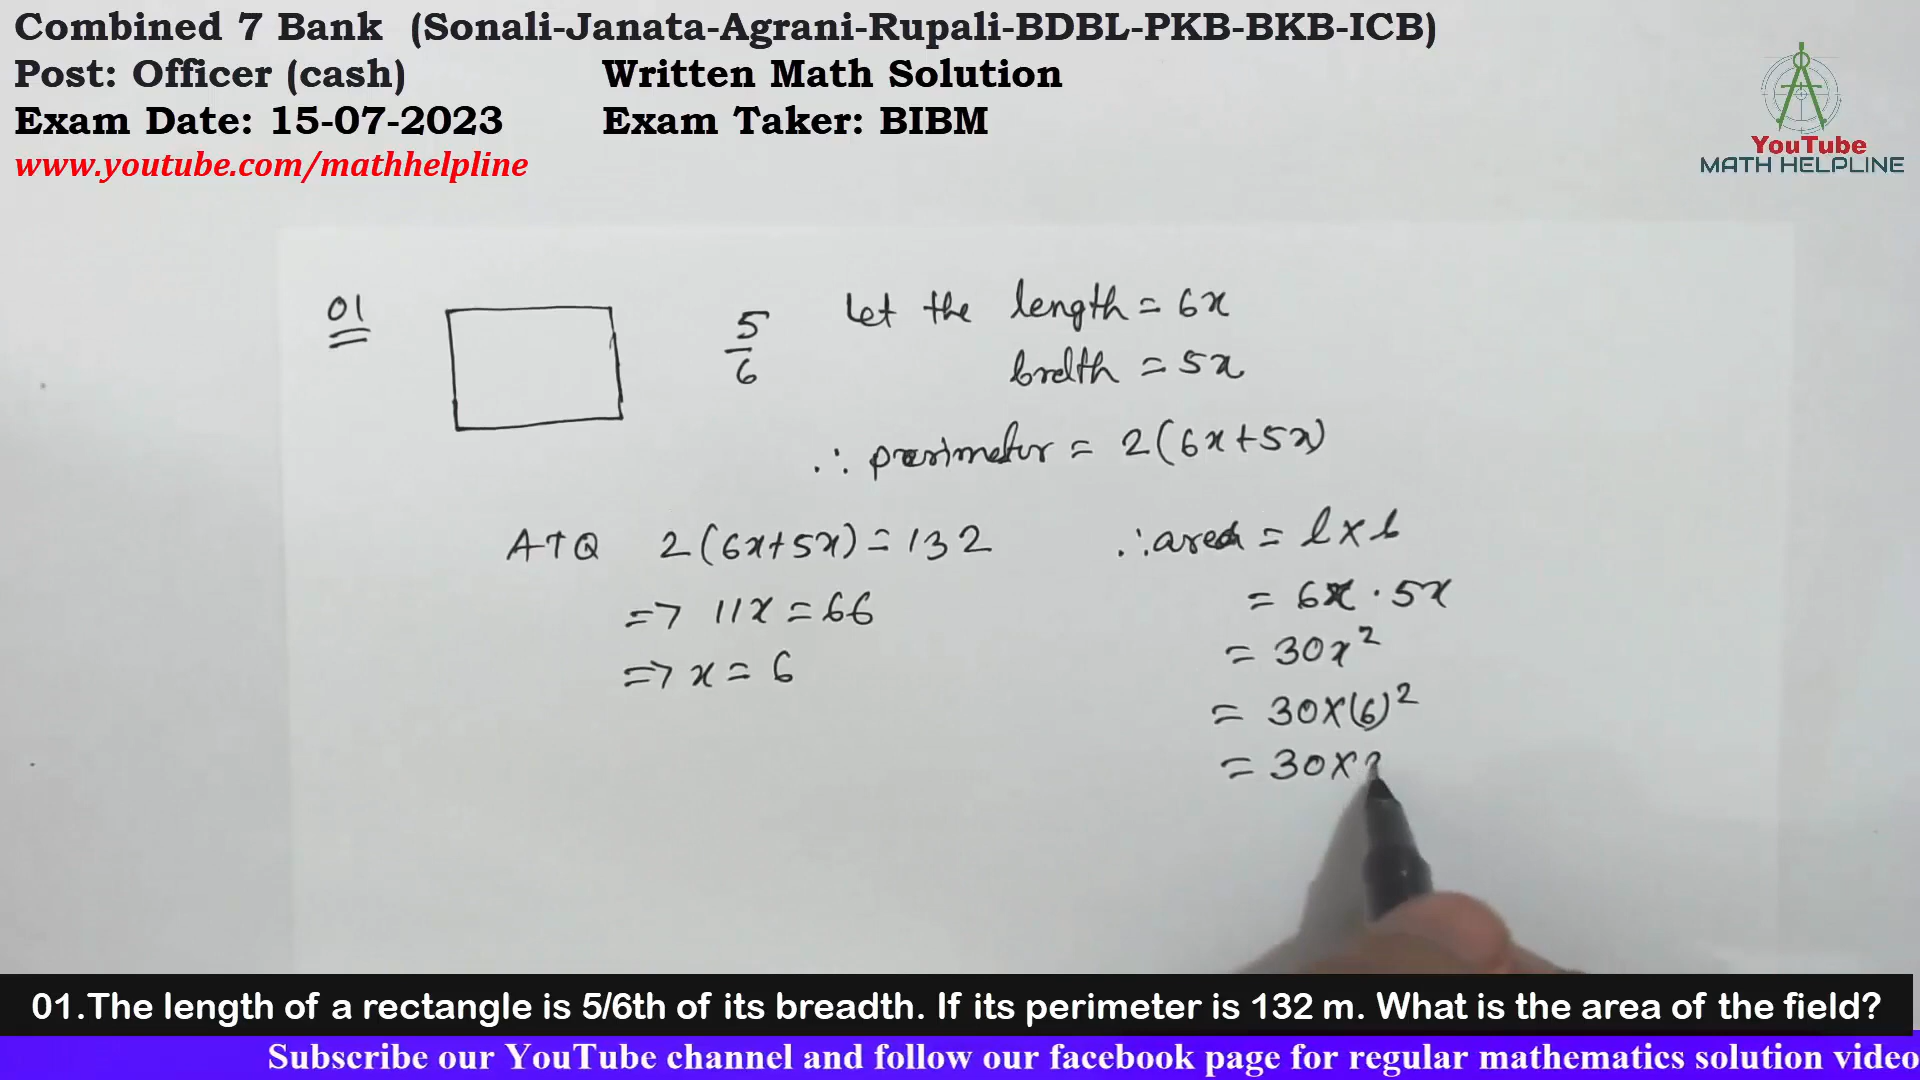 Combined 7 Bank (Sonali-Janata-Agrani-Rupali-BDBL-PKB-BKB-ICB)
Post: Officer (cash) Written Math Solution
Exam Date: 15-07-2023 Exam Taker: BIBM
www.youtube.com/mathhelpline
YouTube
MATH HELPLINE
01
5/6
Let the length = 6x
bredth = 5x
∴ perimeter = 2(6x+5x)
ATQ 2(6x+5x) = 132
=> 11x = 66
=> x = 6
∴ area = l×b
= 6x · 5x
= 30x²
= 30×(6)²
= 30×3
01.The length of a rectangle is 5/6th of its breadth. If its perimeter is 132 m. What is the area of the field?
Subscribe our YouTube channel and follow our facebook page for regular mathematics solution video